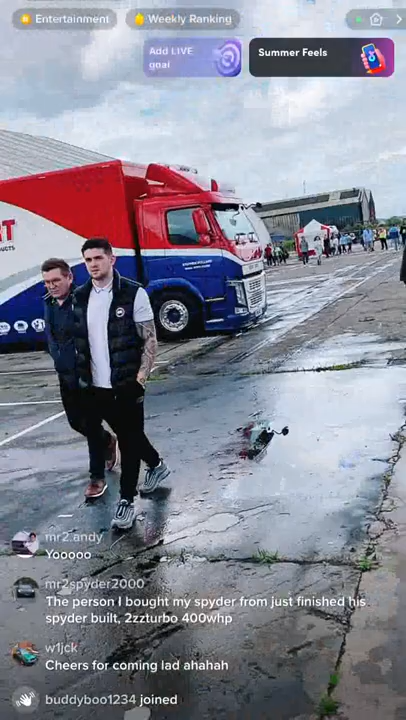 Entertainment
Weekly Ranking
Add LIVE
goal
Summer Feels
mr2.andy
Yooooo
mr2spyder2000
The person I bought my spyder from just finished his
spyder built, 2zzturbo 400whp
w1jck
Cheers for coming lad ahahah
buddyboo1234 joined